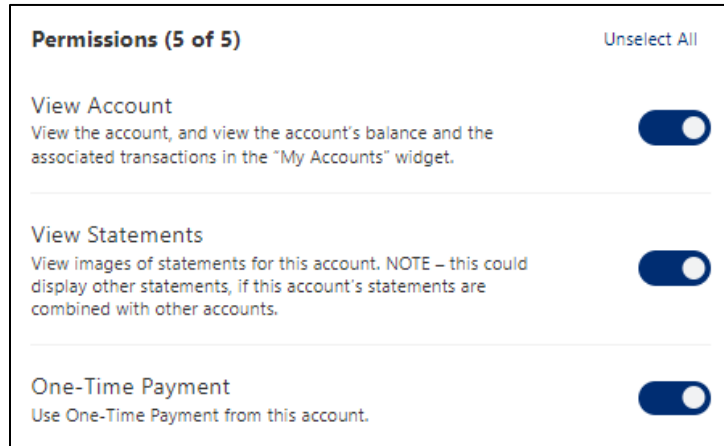 Permissions (5 of 5)
Unselect All
View Account
View the account, and view the account's balance and the
associated transactions in the “My Accounts” widget.
View Statements
View images of statements for this account. NOTE – this could
display other statements, if this account's statements are
combined with other accounts.
One-Time Payment
Use One-Time Payment from this account.